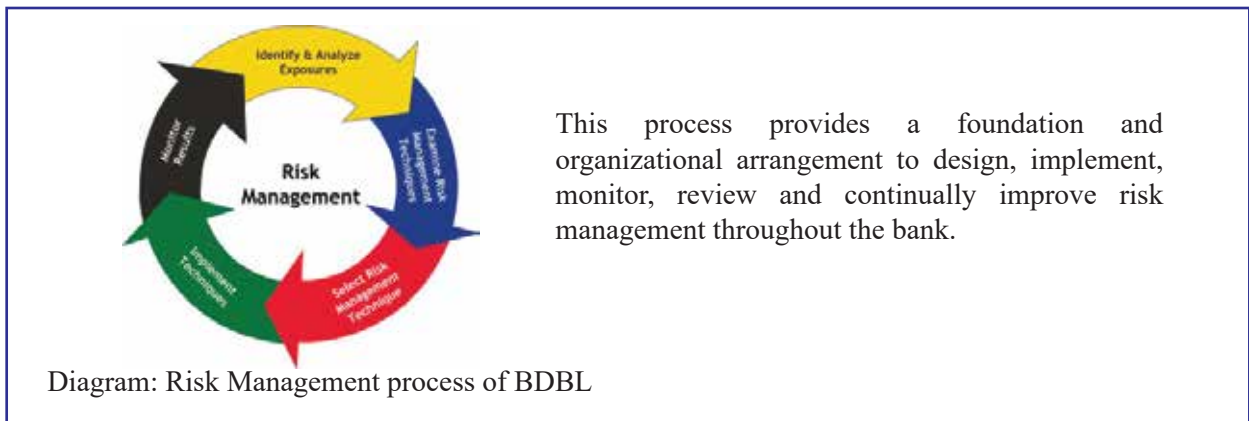 Identify & Analyze
Exposures
Examine Risk
Management
Techniques
Select Risk
Management
Technique
Implement
Techniques
Monitor
Results
Risk
Management
This process provides a foundation and
organizational arrangement to design, implement,
monitor, review and continually improve risk
management throughout the bank.
Diagram: Risk Management process of BDBL